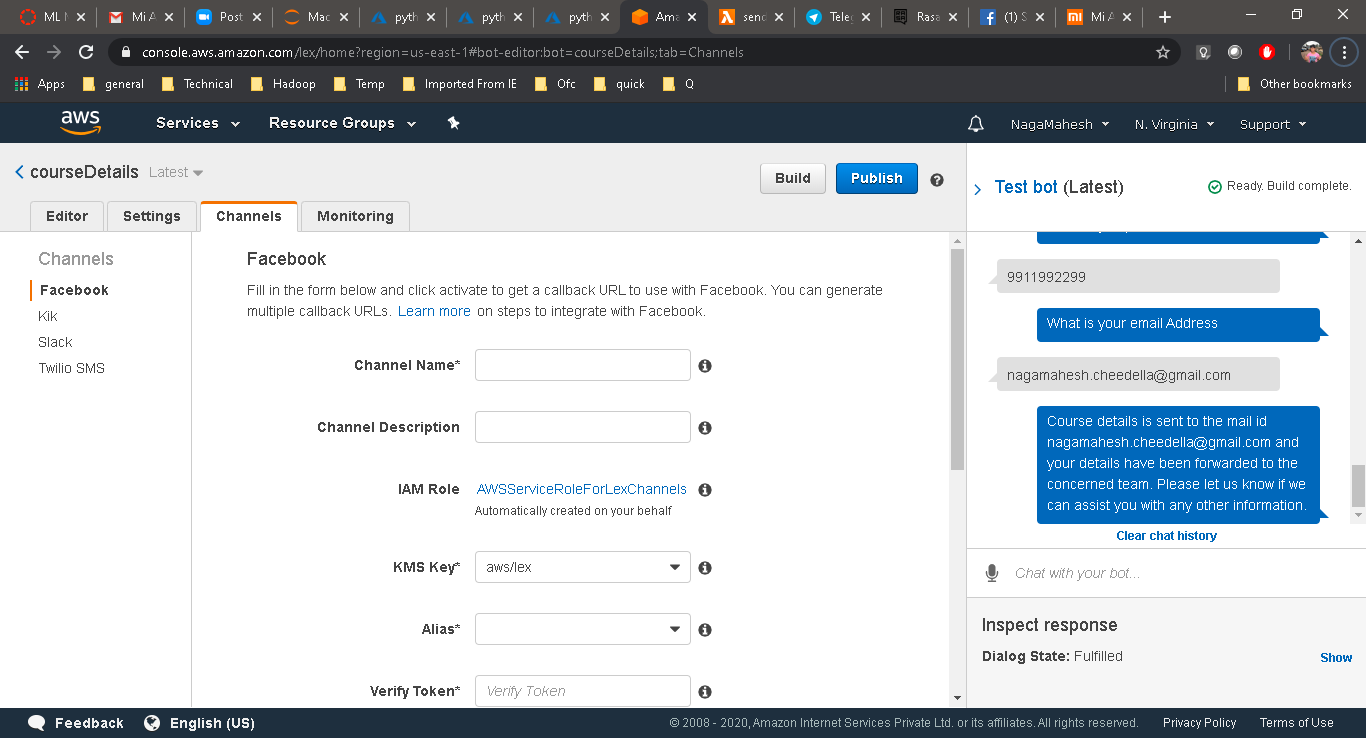 ML N
Mi A
Post
Mac
pyth
pyth
pyth
Ama
send
Teleg
Rasa
(1) S
Mi A
console.aws.amazon.com/lex/home?region=us-east-1#bot-editor:bot=courseDetails;tab=Channels
Apps
general
Technical
Hadoop
Temp
Imported From IE
Ofc
quick
Q
Other bookmarks
aws
Services
Resource Groups
NagaMahesh
N. Virginia
Support
courseDetails Latest
Build
Publish
Editor
Settings
Channels
Monitoring
Channels
Facebook
Kik
Slack
Twilio SMS
Facebook
Fill in the form below and click activate to get a callback URL to use with Facebook. You can generate
multiple callback URLs. Learn more on steps to integrate with Facebook.
Channel Name*
Channel Description
IAM Role AWSServiceRoleForLexChannels
Automatically created on your behalf
KMS Key* aws/lex
Alias*
Verify Token* Verify Token
Test bot (Latest)
Ready. Build complete.
9911992299
What is your email Address
nagamahesh.cheedella@gmail.com
Course details is sent to the mail id
nagamahesh.cheedella@gmail.com and
your details have been forwarded to the
concerned team. Please let us know if we
can assist you with any other information.
Clear chat history
Chat with your bot...
Inspect response
Dialog State: Fulfilled
Show
Feedback
English (US)
© 2008 - 2020, Amazon Internet Services Private Ltd. or its affiliates. All rights reserved.
Privacy Policy
Terms of Use